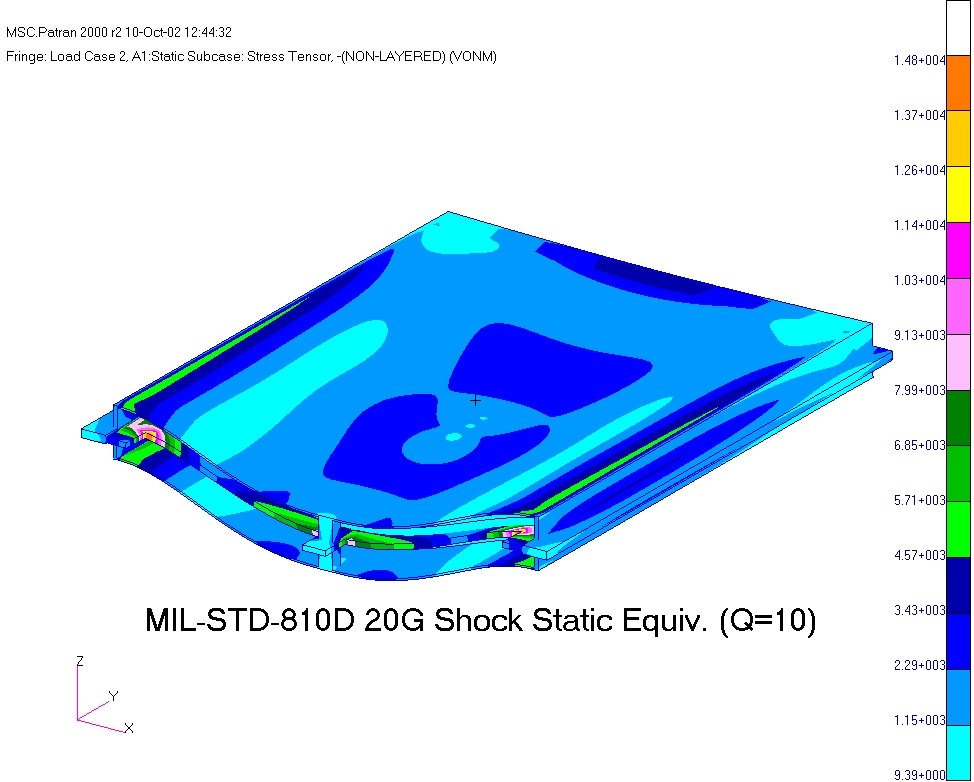 MSC.Patran 2000 r2 10-Oct-02 12:44:32
Fringe: Load Case 2, A1:Static Subcase: Stress Tensor, -(NON-LAYERED) (VONM)
1.48+004
1.37+004
1.26+004
1.14+004
1.03+004
9.13+003
7.99+003
6.85+003
5.71+003
4.57+003
3.43+003
2.29+003
1.15+003
9.39+000
MIL-STD-810D 20G Shock Static Equiv. (Q=10)
Z
Y
X